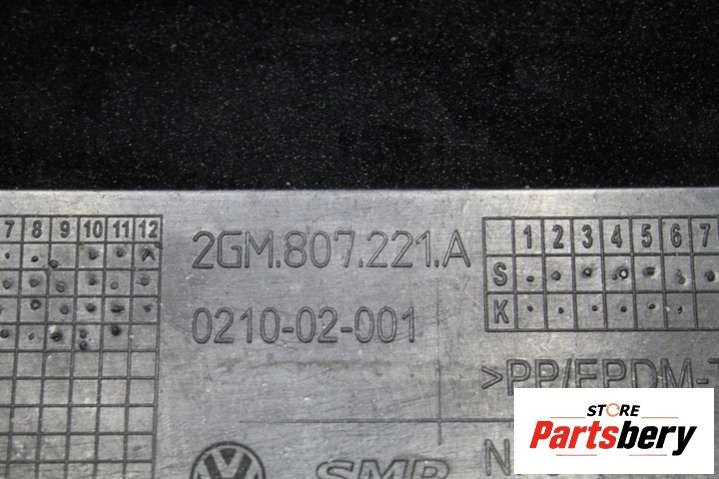 7 8 9 10 11 12
2GM.807.221.A
0210-02-001
1 2 3 4 5 6 7
S
K
>PP/EPDM-
SMP
STORE
Partsbery